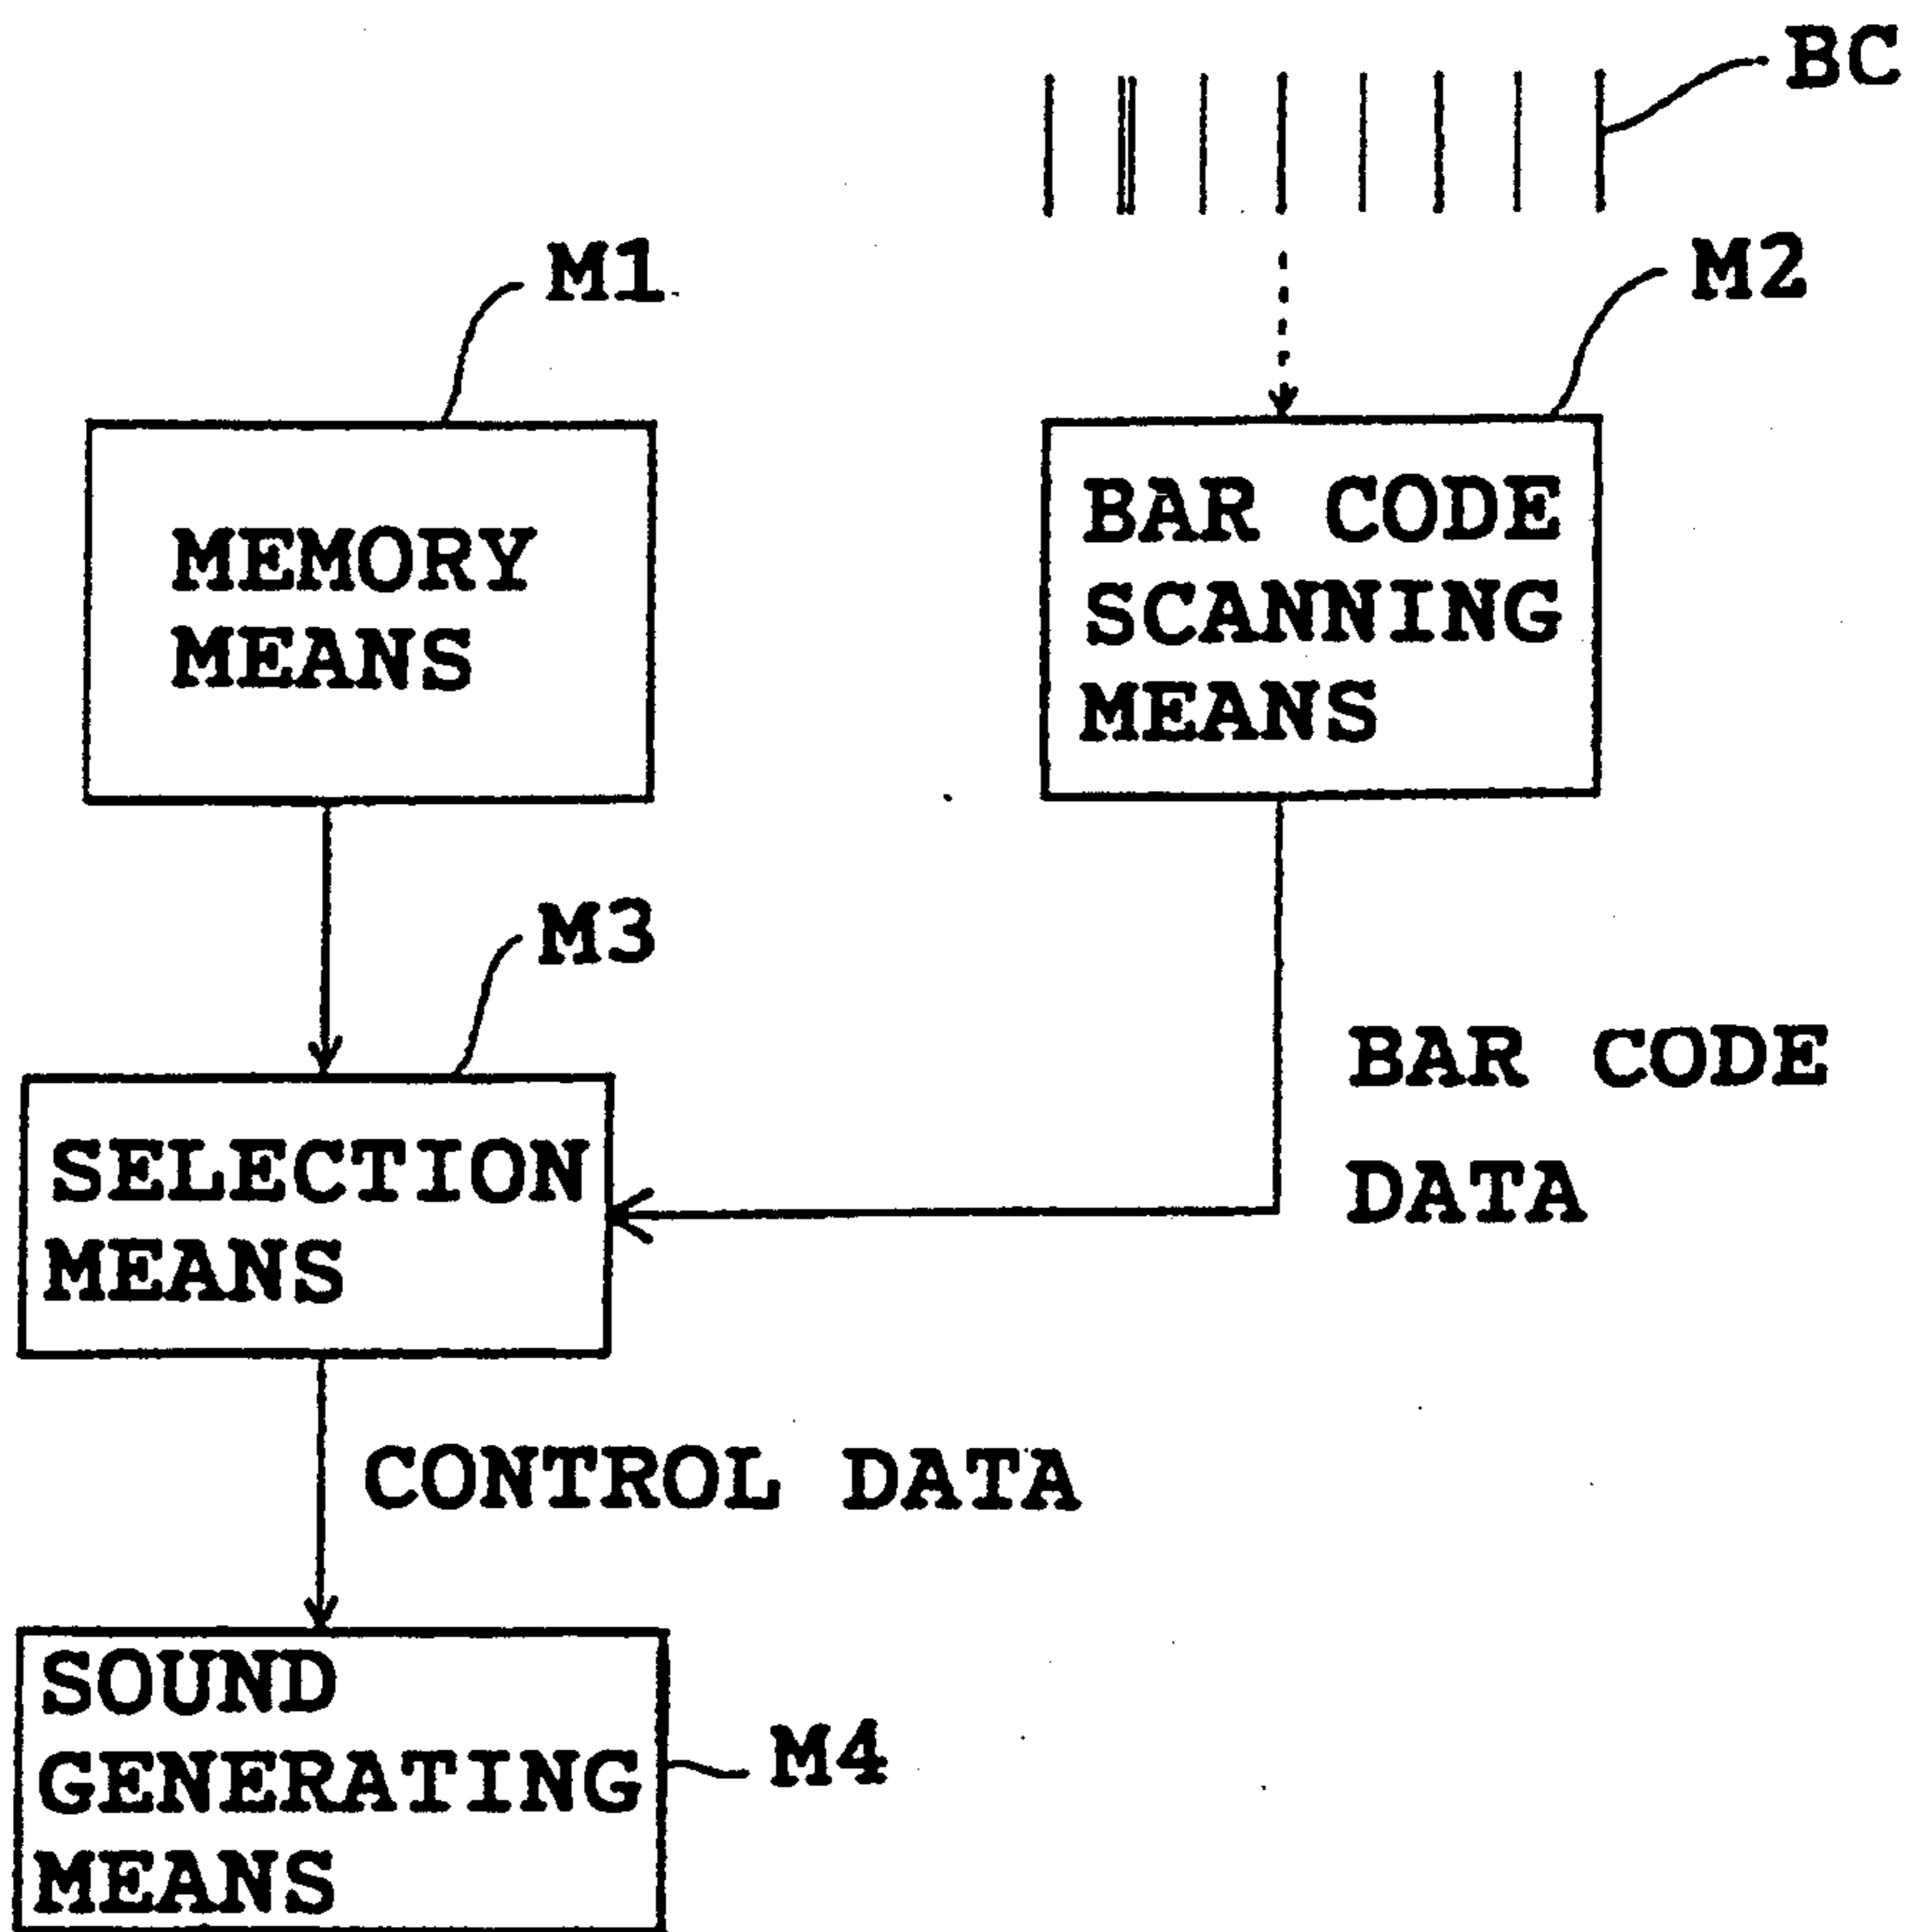 BC
M1
M2
MEMORY
MEANS
BAR CODE
SCANNING
MEANS
M3
BAR CODE
DATA
SELECTION
MEANS
CONTROL DATA
SOUND
GENERATING
MEANS
M4